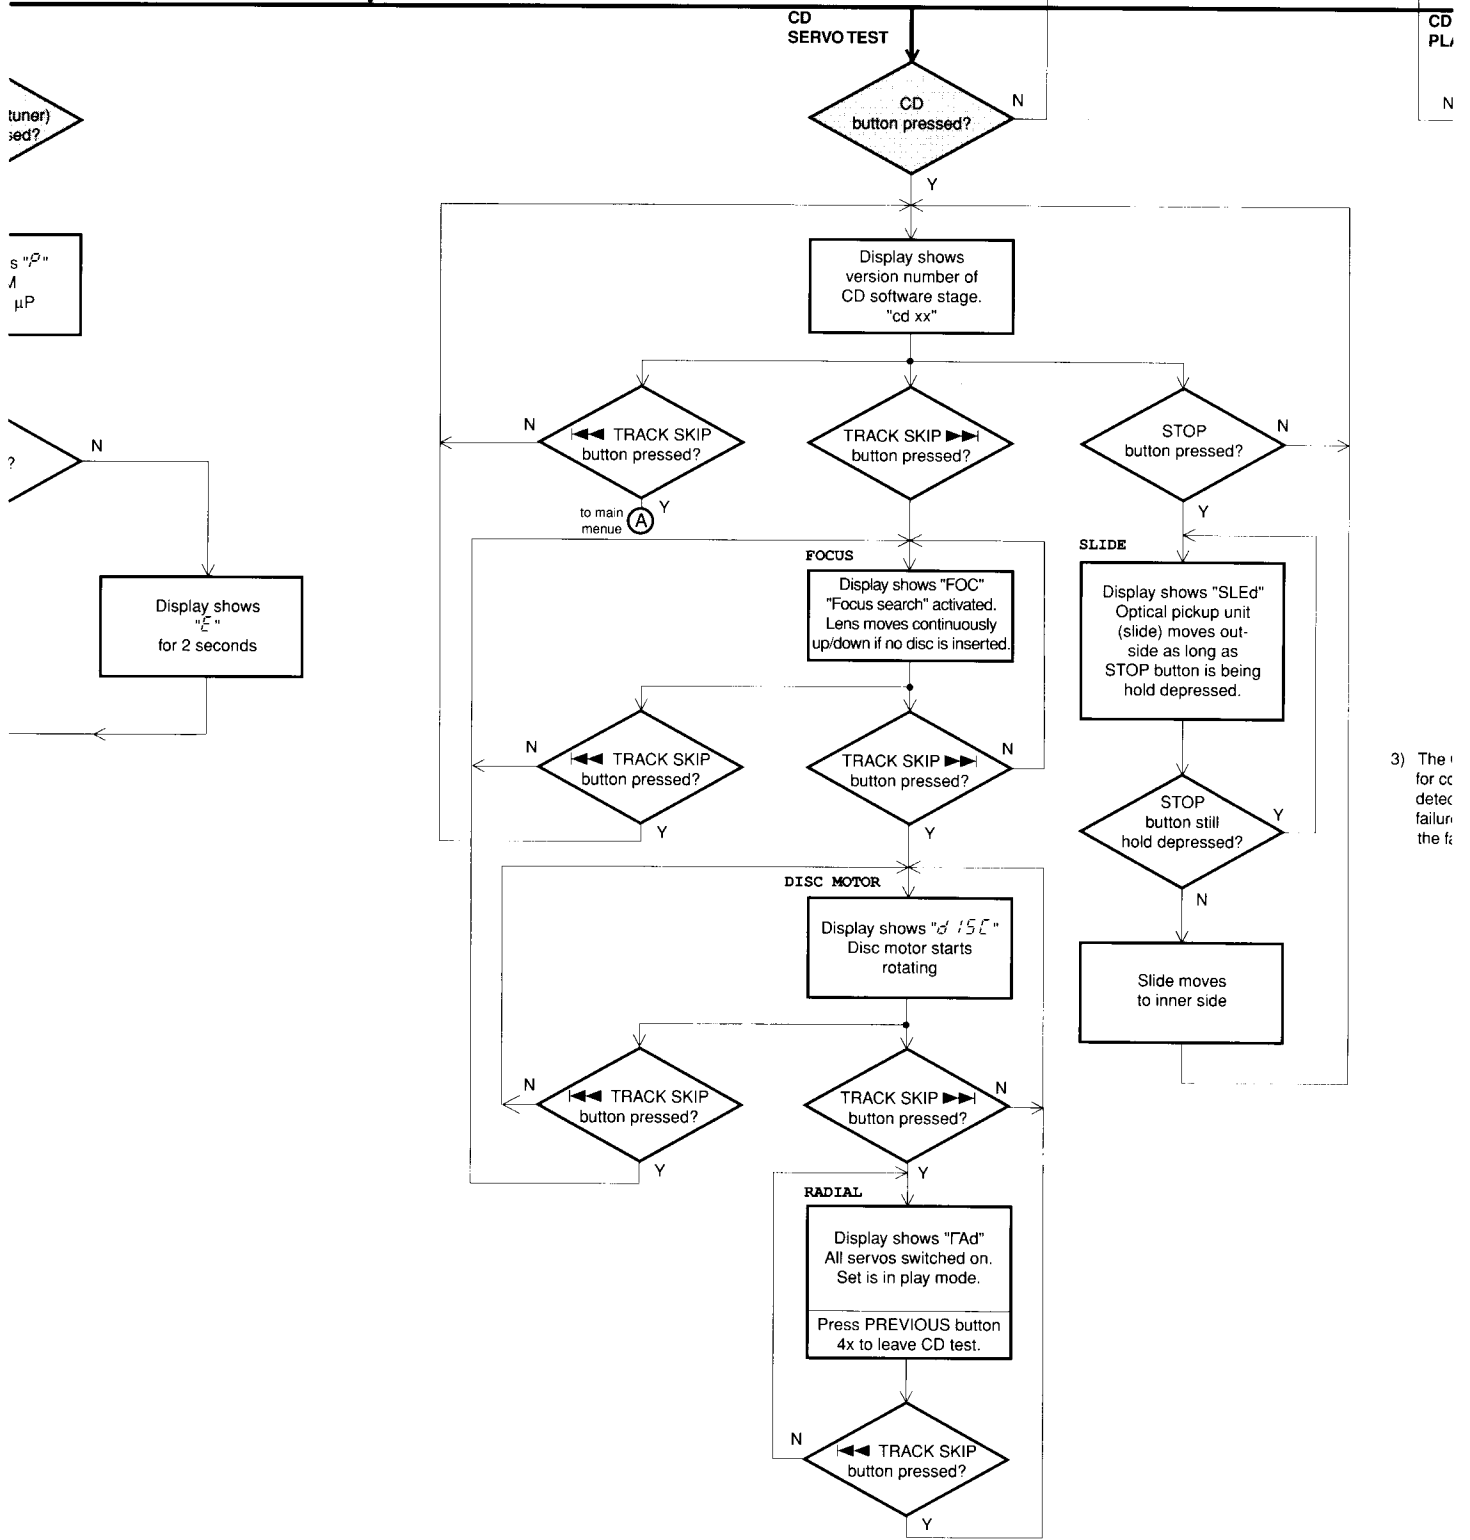 CD
SERVO TEST
CD
N
CD
button pressed?
N
tuner)
Y
Display shows
version number of
CD software stage.
"cd xx"
s "P"
µP
N
|◀◀ TRACK SKIP
button pressed?
TRACK SKIP ▶▶|
button pressed?
STOP
button pressed?
N
N
?
Y
to main
menue
A
Y
FOCUS
SLIDE
Display shows "FOC"
"Focus search" activated.
Lens moves continuously
up/down if no disc is inserted.
Display shows "SLEd"
Optical pickup unit
(slide) moves out-
side as long as
STOP button is being
hold depressed.
Display shows
"E"
for 2 seconds
N
|◀◀ TRACK SKIP
button pressed?
TRACK SKIP ▶▶|
button pressed?
N
3) The
Y
Y
STOP
button still
hold depressed?
Y
for
the
DISC MOTOR
N
Display shows "dISC"
Disc motor starts
rotating
Slide moves
to inner side
N
|◀◀ TRACK SKIP
button pressed?
TRACK SKIP ▶▶|
button pressed?
N
Y
Y
RADIAL
Display shows "ΓAd"
All servos switched on.
Set is in play mode.
Press PREVIOUS button
4x to leave CD test.
N
|◀◀ TRACK SKIP
button pressed?
Y